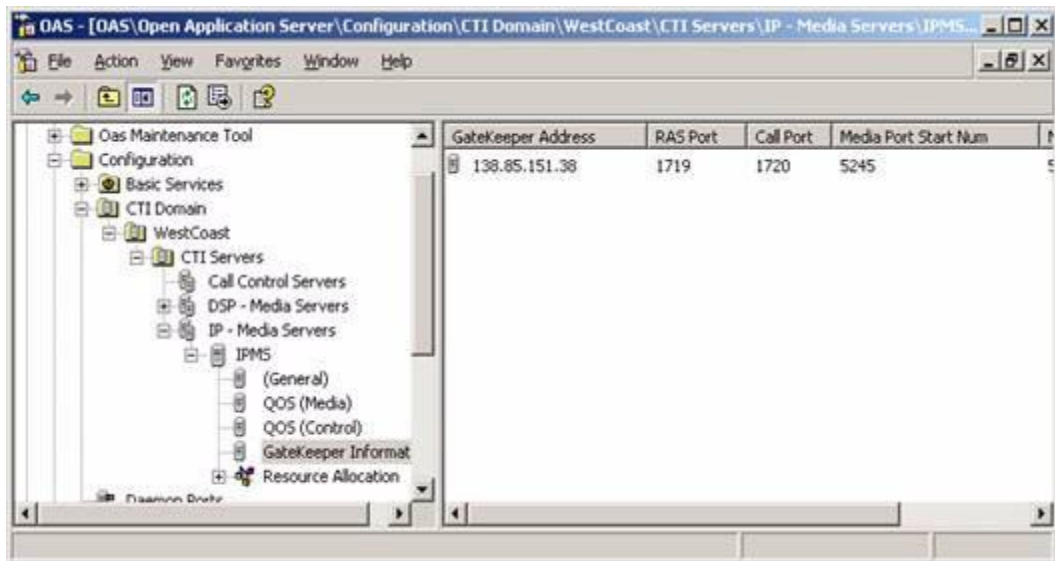 OAS - [OAS\Open Application Server\Configuration\CTI Domain\WestCoast\CTI Servers\IP - Media Servers\IPMS...
File Action View Favorites Window Help
Oas Maintenance Tool
Configuration
Basic Services
CTI Domain
WestCoast
CTI Servers
Call Control Servers
DSP - Media Servers
IP - Media Servers
IPMS
(General)
QOS (Media)
QOS (Control)
GateKeeper Informat
Resource Allocation
Daemon Ports
GateKeeper Address RAS Port Call Port Media Port Start Num
138.85.151.38 1719 1720 5245